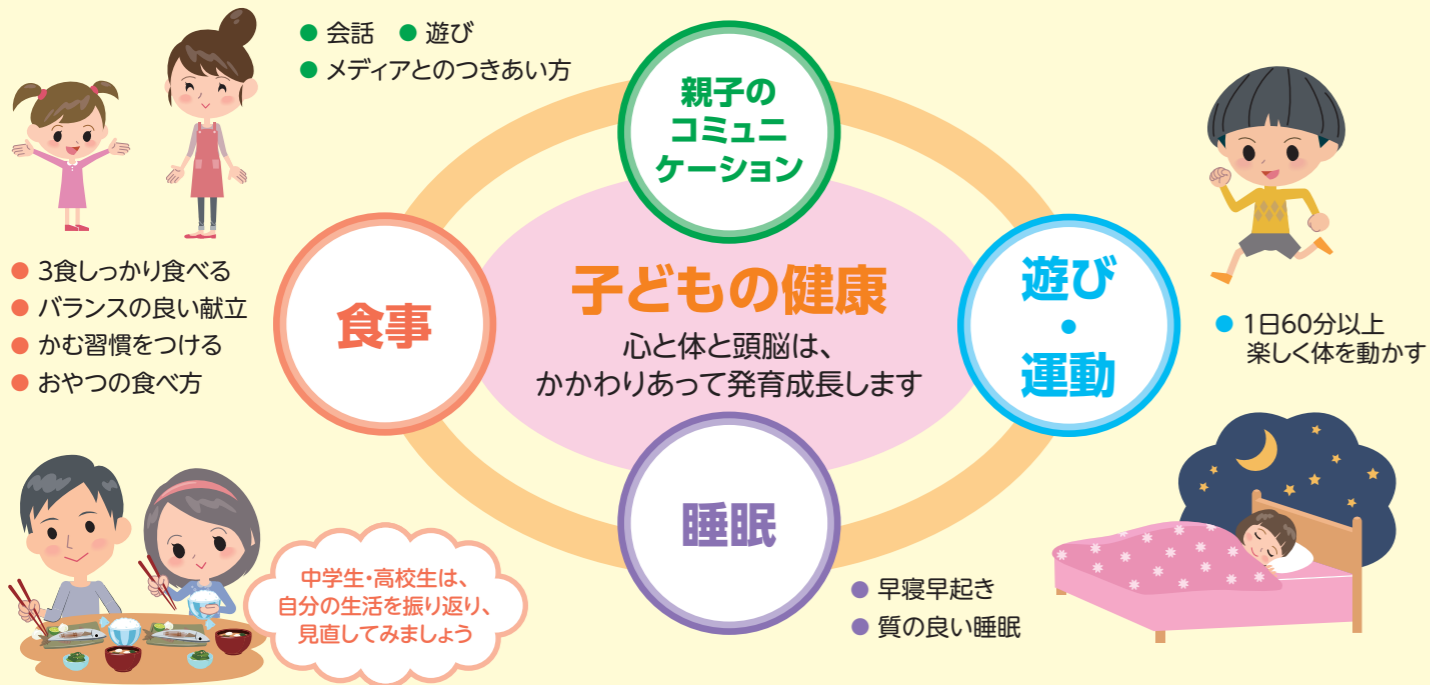 ● 会話 ● 遊び
● メディアとのつきあい方
親子の
コミュニ
ケーション
● 3食しっかり食べる
● バランスの良い献立
● かむ習慣をつける
● おやつの食べ方
食事
子どもの健康
心と体と頭脳は、
かかわりあって発育成長します
遊び
・
運動
● 1日60分以上
楽しく体を動かす
睡眠
● 早寝早起き
● 質の良い睡眠
中学生・高校生は、
自分の生活を振り返り、
見直してみましょう